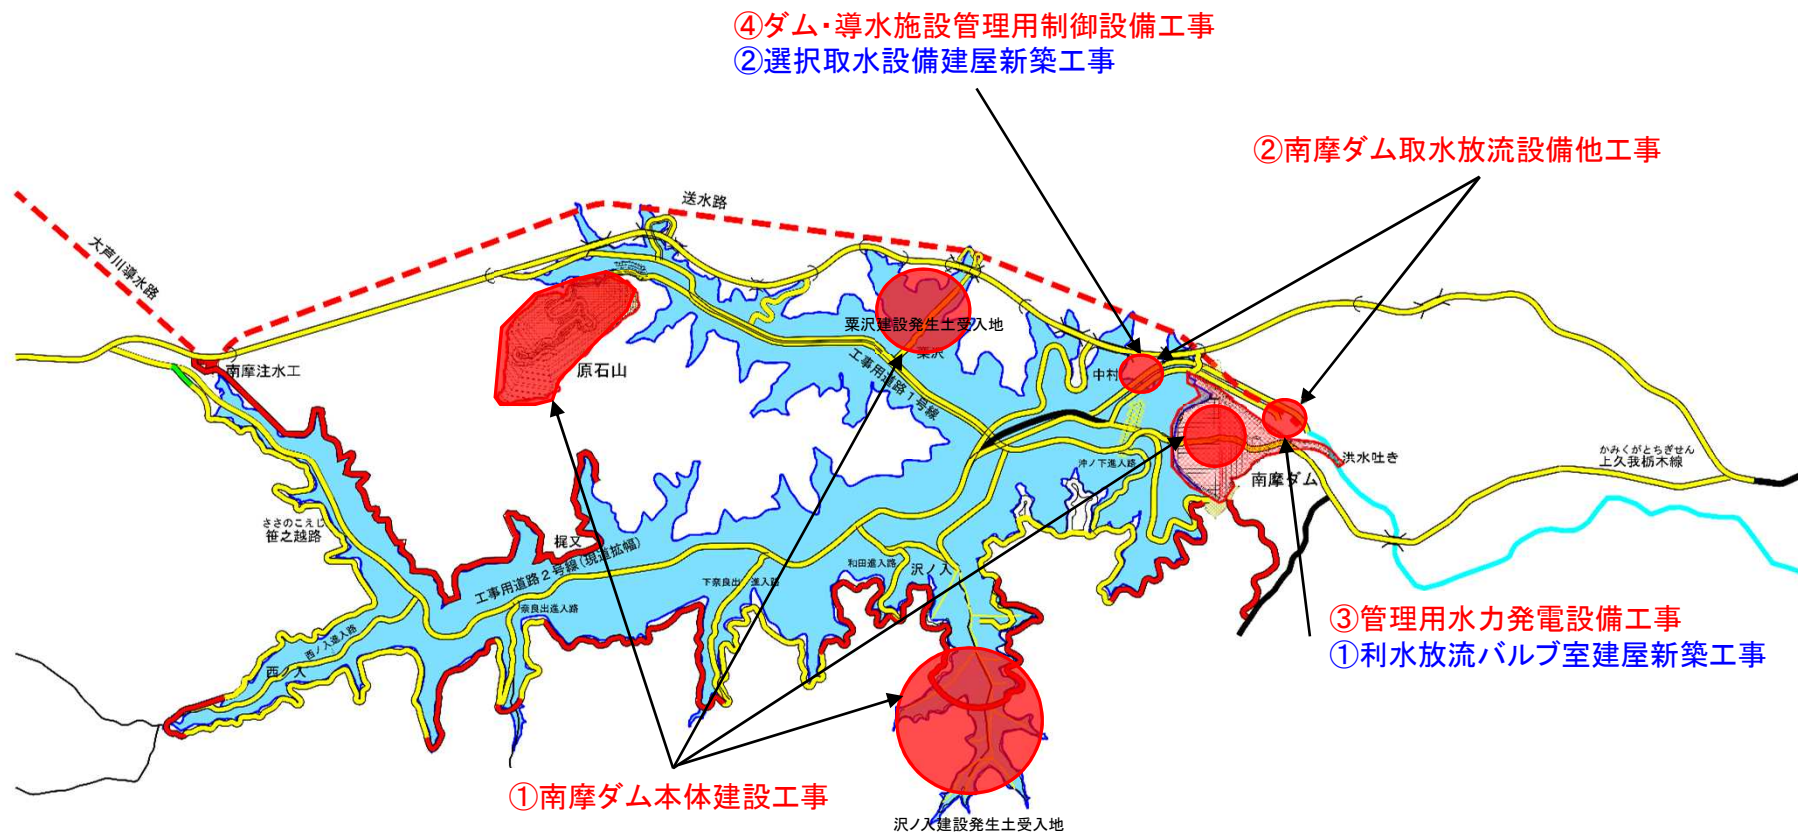 ④ダム・導水施設管理用制御設備工事
②選択取水設備建屋新築工事
②南摩ダム取水放流設備他工事
送水路
大芦川導水路
粟沢建設発生土受入地
粟沢
南摩注水工
原石山
工事用道路1号線
中村
沖ノ下進入路
南摩ダム
洪水吐き
かみくがとちぎせん
上久我栃木線
ささのこえじ
笹之越路
梶又
工事用道路2号線(現道拡幅)
和田進入路
沢ノ入
下奈良出 進入路
奈良出進入路
西ノ入進入路
西ノ入
③管理用水力発電設備工事
①利水放流バルブ室建屋新築工事
①南摩ダム本体建設工事
沢ノ入建設発生土受入地